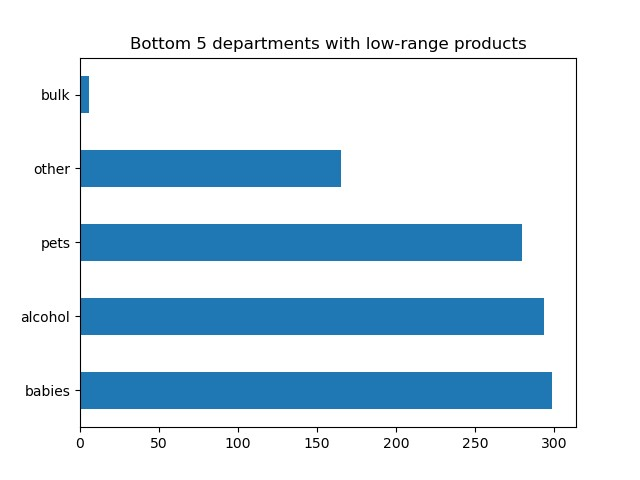 Bottom 5 departments with low-range products
bulk
other
pets
alcohol
babies
0 50 100 150 200 250 300